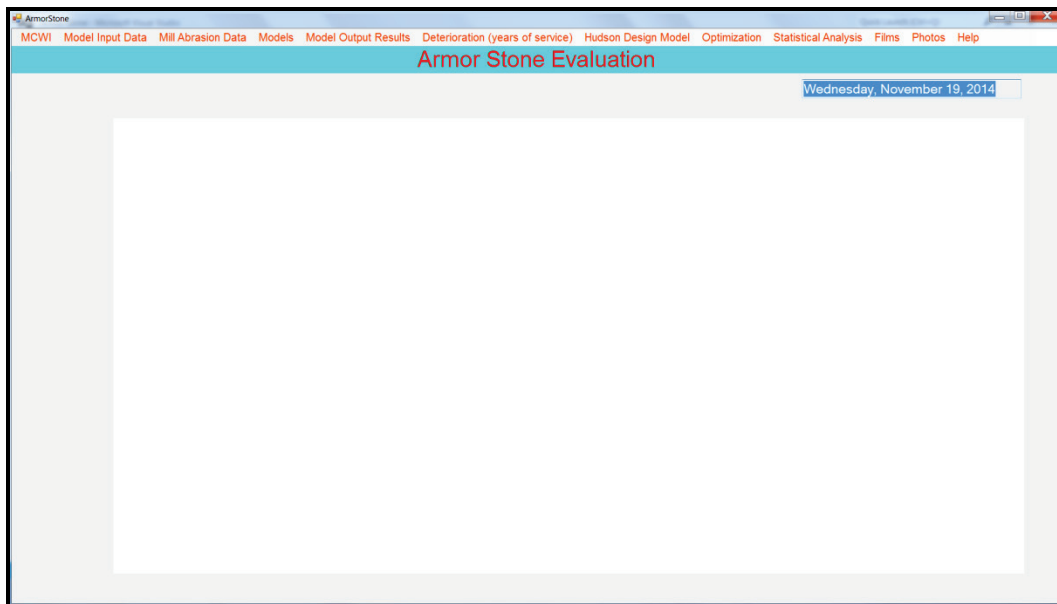 ArmorStone
MCWI Model Input Data Mill Abrasion Data Models Model Output Results Deterioration (years of service) Hudson Design Model Optimization Statistical Analysis Films Photos Help
Armor Stone Evaluation
Wednesday, November 19, 2014